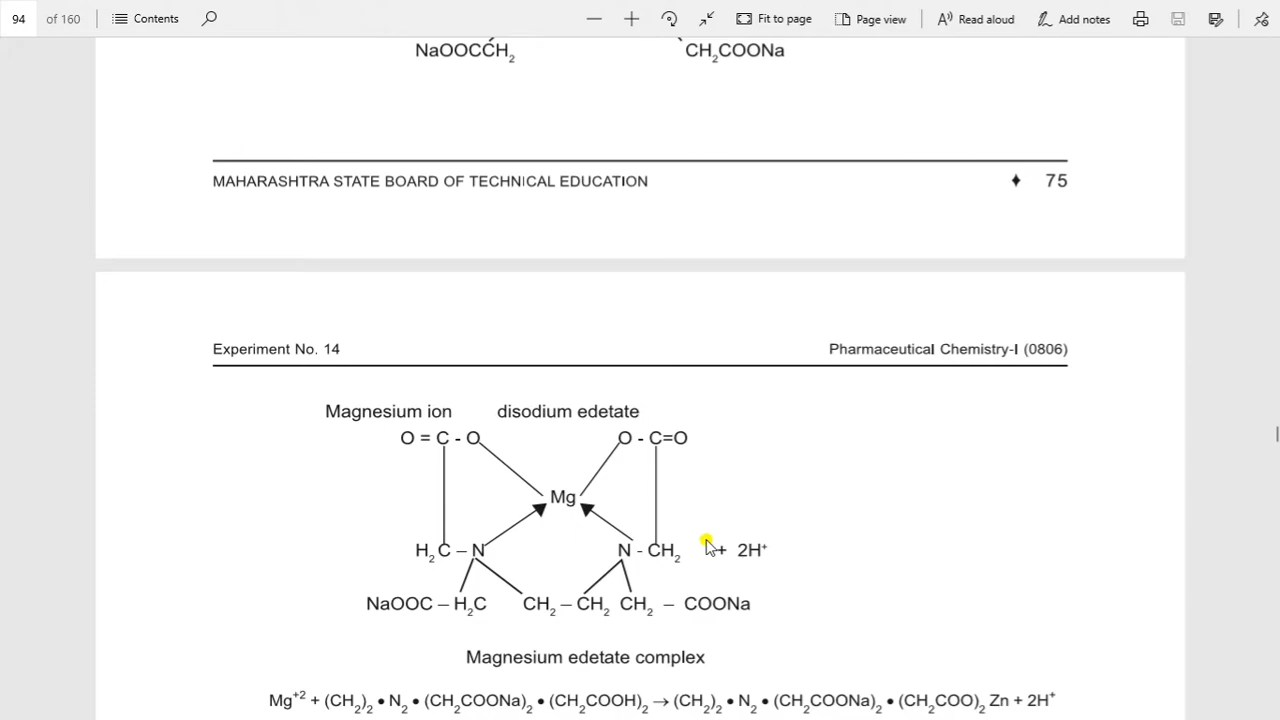 94 of 160 Contents Fit to page Page view Read aloud Add notes
NaOOCCH2 CH2COONa
MAHARASHTRA STATE BOARD OF TECHNICAL EDUCATION ♦ 75
Experiment No. 14 Pharmaceutical Chemistry-I (0806)
Magnesium ion disodium edetate
O = C - O O - C=O
Mg
H2C – N N - CH2 + 2H+
NaOOC – H2C CH2 – CH2 CH2 – COONa
Magnesium edetate complex
Mg+2 + (CH2)2 • N2 • (CH2COONa)2 • (CH2COOH)2 → (CH2)2 • N2 • (CH2COONa)2 • (CH2COO)2 Zn + 2H+